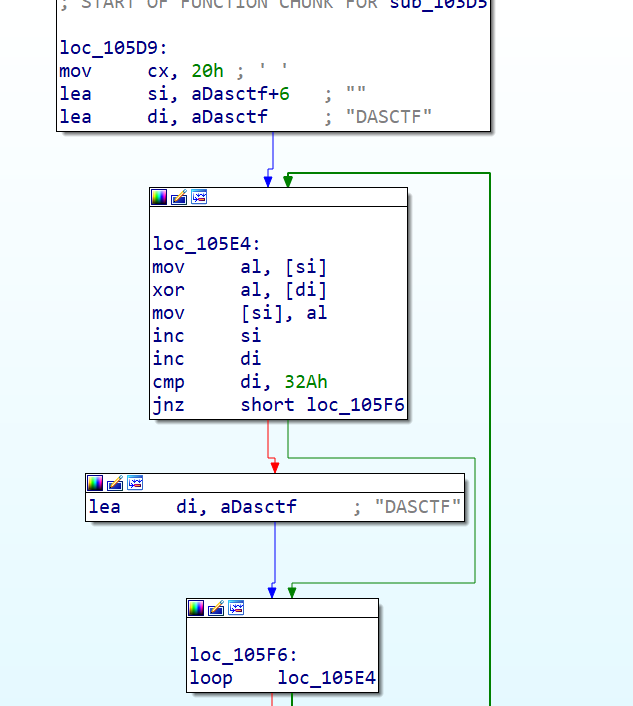 ; START OF FUNCTION CHUNK FOR sub_103D5
loc_105D9:
mov     cx, 20h ; ' '
lea     si, aDasctf+6   ; ""
lea     di, aDasctf     ; "DASCTF"
loc_105E4:
mov     al, [si]
xor     al, [di]
mov     [si], al
inc     si
inc     di
cmp     di, 32Ah
jnz     short loc_105F6
lea     di, aDasctf     ; "DASCTF"
loc_105F6:
loop    loc_105E4